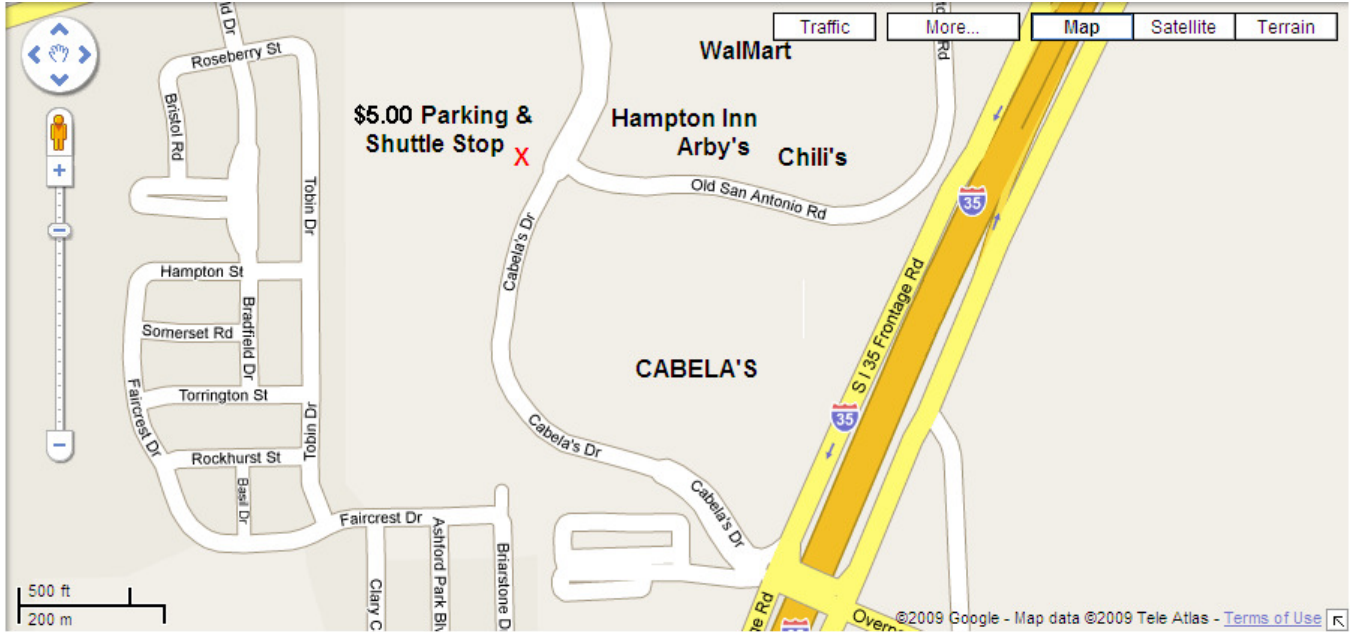 Traffic
More...
Map
Satellite
Terrain
Roseberry St
Bristol Rd
Tobin Dr
WalMart
Rd
$5.00 Parking &
Shuttle Stop X
Hampton Inn
Arby's
Chili's
Old San Antonio Rd
35
Cabela's Dr
Hampton St
Bradfield Dr
Somerset Rd
S I 35 Frontage Rd
CABELA'S
35
Faircrest Dr
Torrington St
Tobin Dr
Cabela's Dr
Rockhurst St
Basil Dr
Cabela's Dr
Faircrest Dr
Ashford Park
Briarstone D
Clary C
500 ft
200 m
Rd
©2009 Google - Map data ©2009 Tele Atlas - Terms of Use